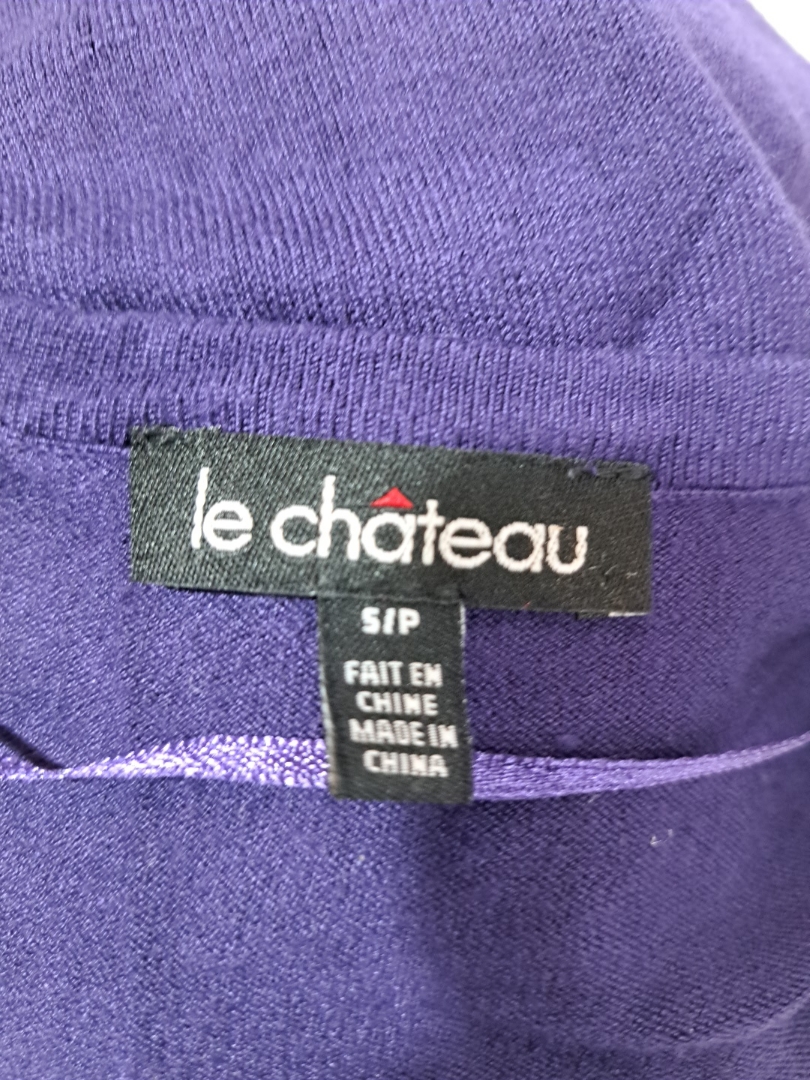 le château
S/P
FAIT EN
CHINE
MADE IN
CHINA